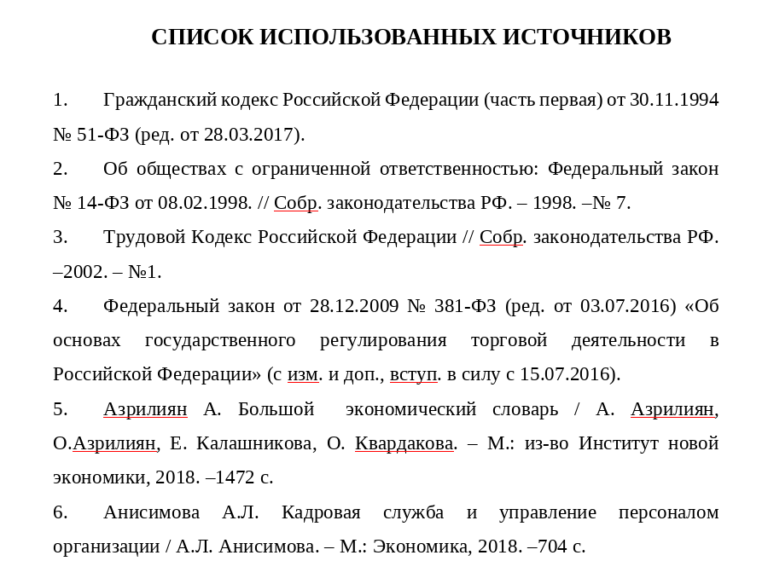 СПИСОК ИСПОЛЬЗОВАННЫХ ИСТОЧНИКОВ
1. Гражданский кодекс Российской Федерации (часть первая) от 30.11.1994
№ 51-ФЗ (ред. от 28.03.2017).
2. Об обществах с ограниченной ответственностью: Федеральный закон
№ 14-ФЗ от 08.02.1998. // Собр. законодательства РФ. – 1998. –№ 7.
3. Трудовой Кодекс Российской Федерации // Собр. законодательства РФ.
–2002. – №1.
4. Федеральный закон от 28.12.2009 № 381-ФЗ (ред. от 03.07.2016) «Об
основах государственного регулирования торговой деятельности в
Российской Федерации» (с изм. и доп., вступ. в силу с 15.07.2016).
5. Азрилиян А. Большой экономический словарь / А. Азрилиян,
О.Азрилиян, Е. Калашникова, О. Квардакова. – М.: из-во Институт новой
экономики, 2018. –1472 с.
6. Анисимова А.Л. Кадровая служба и управление персоналом
организации / А.Л. Анисимова. – М.: Экономика, 2018. –704 с.